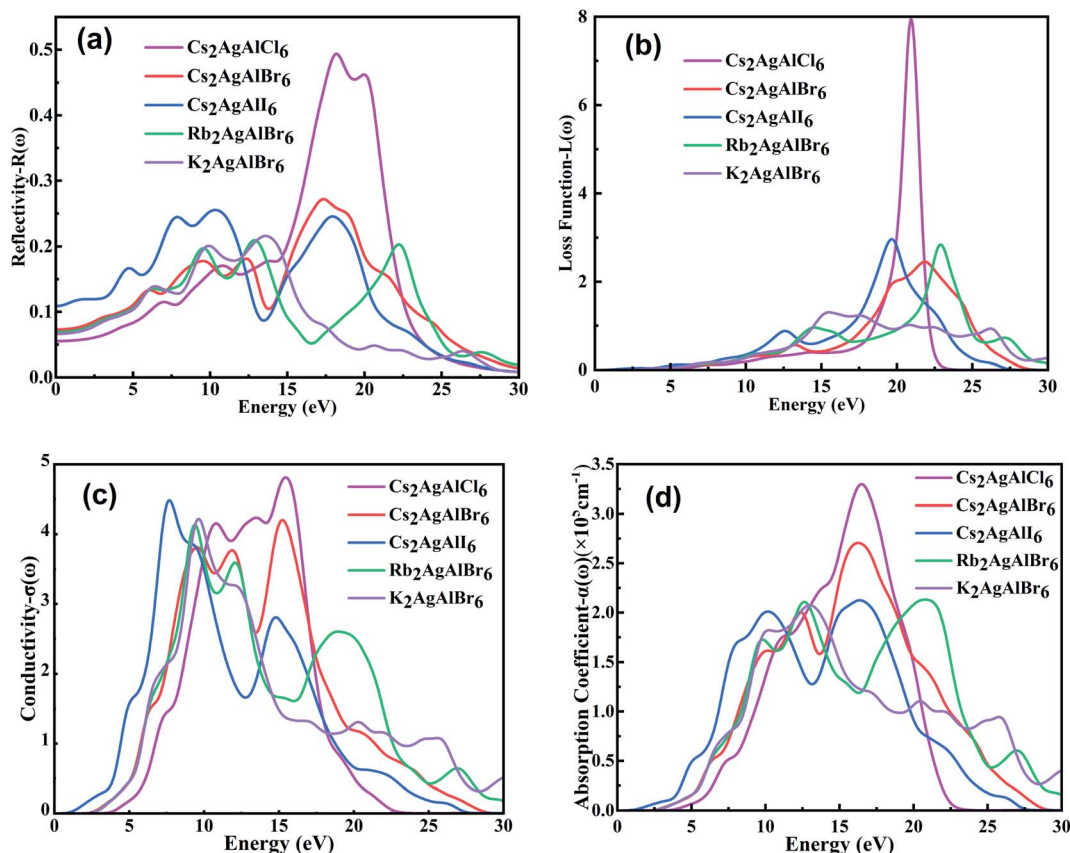 (a)
Cs₂AgAlCl₆
Cs₂AgAlBr₆
Cs₂AgAlI₆
Rb₂AgAlBr₆
K₂AgAlBr₆
Reflectivity-R(ω)
0.5
0.4
0.3
0.2
0.1
0.0
0 5 10 15 20 25 30
Energy (eV)
(b)
Cs₂AgAlCl₆
Cs₂AgAlBr₆
Cs₂AgAlI₆
Rb₂AgAlBr₆
K₂AgAlBr₆
Loss Function-L(ω)
8
6
4
2
0
0 5 10 15 20 25 30
Energy (eV)
(c)
Cs₂AgAlCl₆
Cs₂AgAlBr₆
Cs₂AgAlI₆
Rb₂AgAlBr₆
K₂AgAlBr₆
Conductivity-σ(ω)
5
4
3
2
1
0
0 5 10 15 20 25 30
Energy (eV)
(d)
Cs₂AgAlCl₆
Cs₂AgAlBr₆
Cs₂AgAlI₆
Rb₂AgAlBr₆
K₂AgAlBr₆
Absorption Coefficient-α(ω)(×10⁵cm⁻¹)
3.5
3.0
2.5
2.0
1.5
1.0
0.5
0.0
0 5 10 15 20 25 30
Energy (eV)